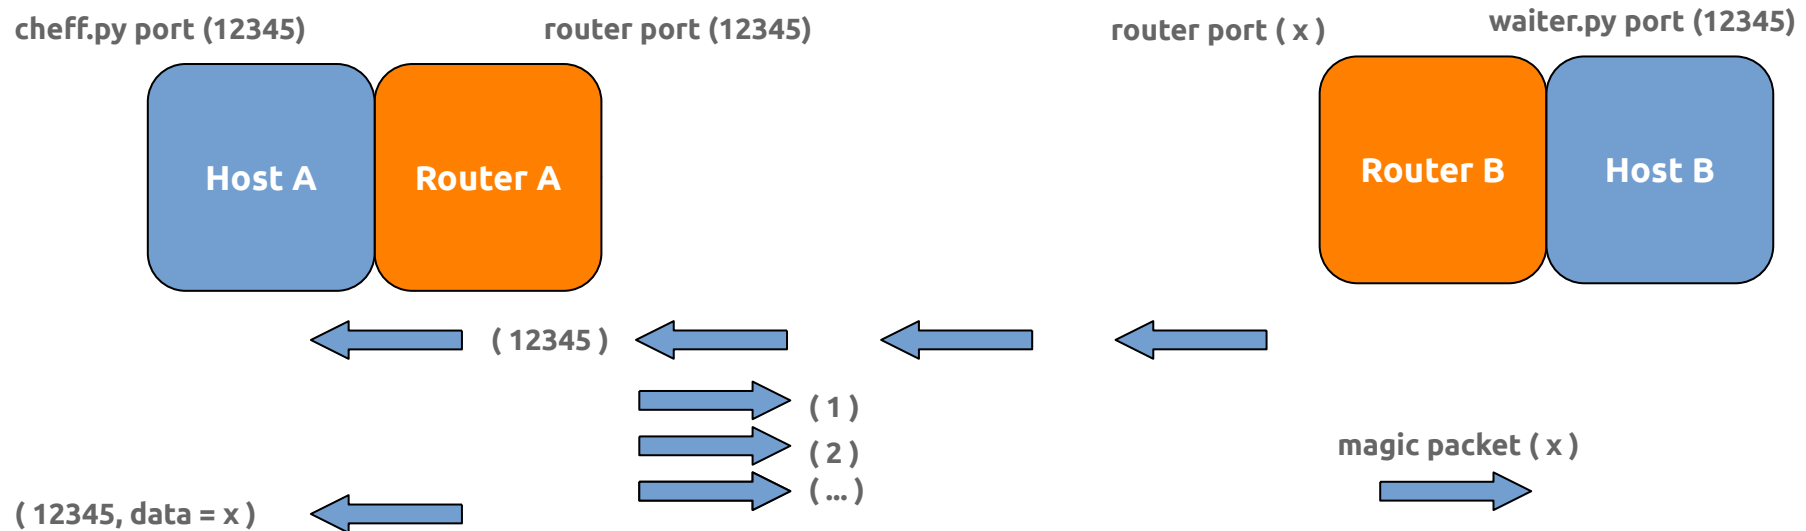 cheff.py port (12345)
router port (12345)
router port ( x )
waiter.py port (12345)
Host A
Router A
Router B
Host B
( 12345 )
( 1 )
( 2 )
( ... )
magic packet ( x )
( 12345, data = x )